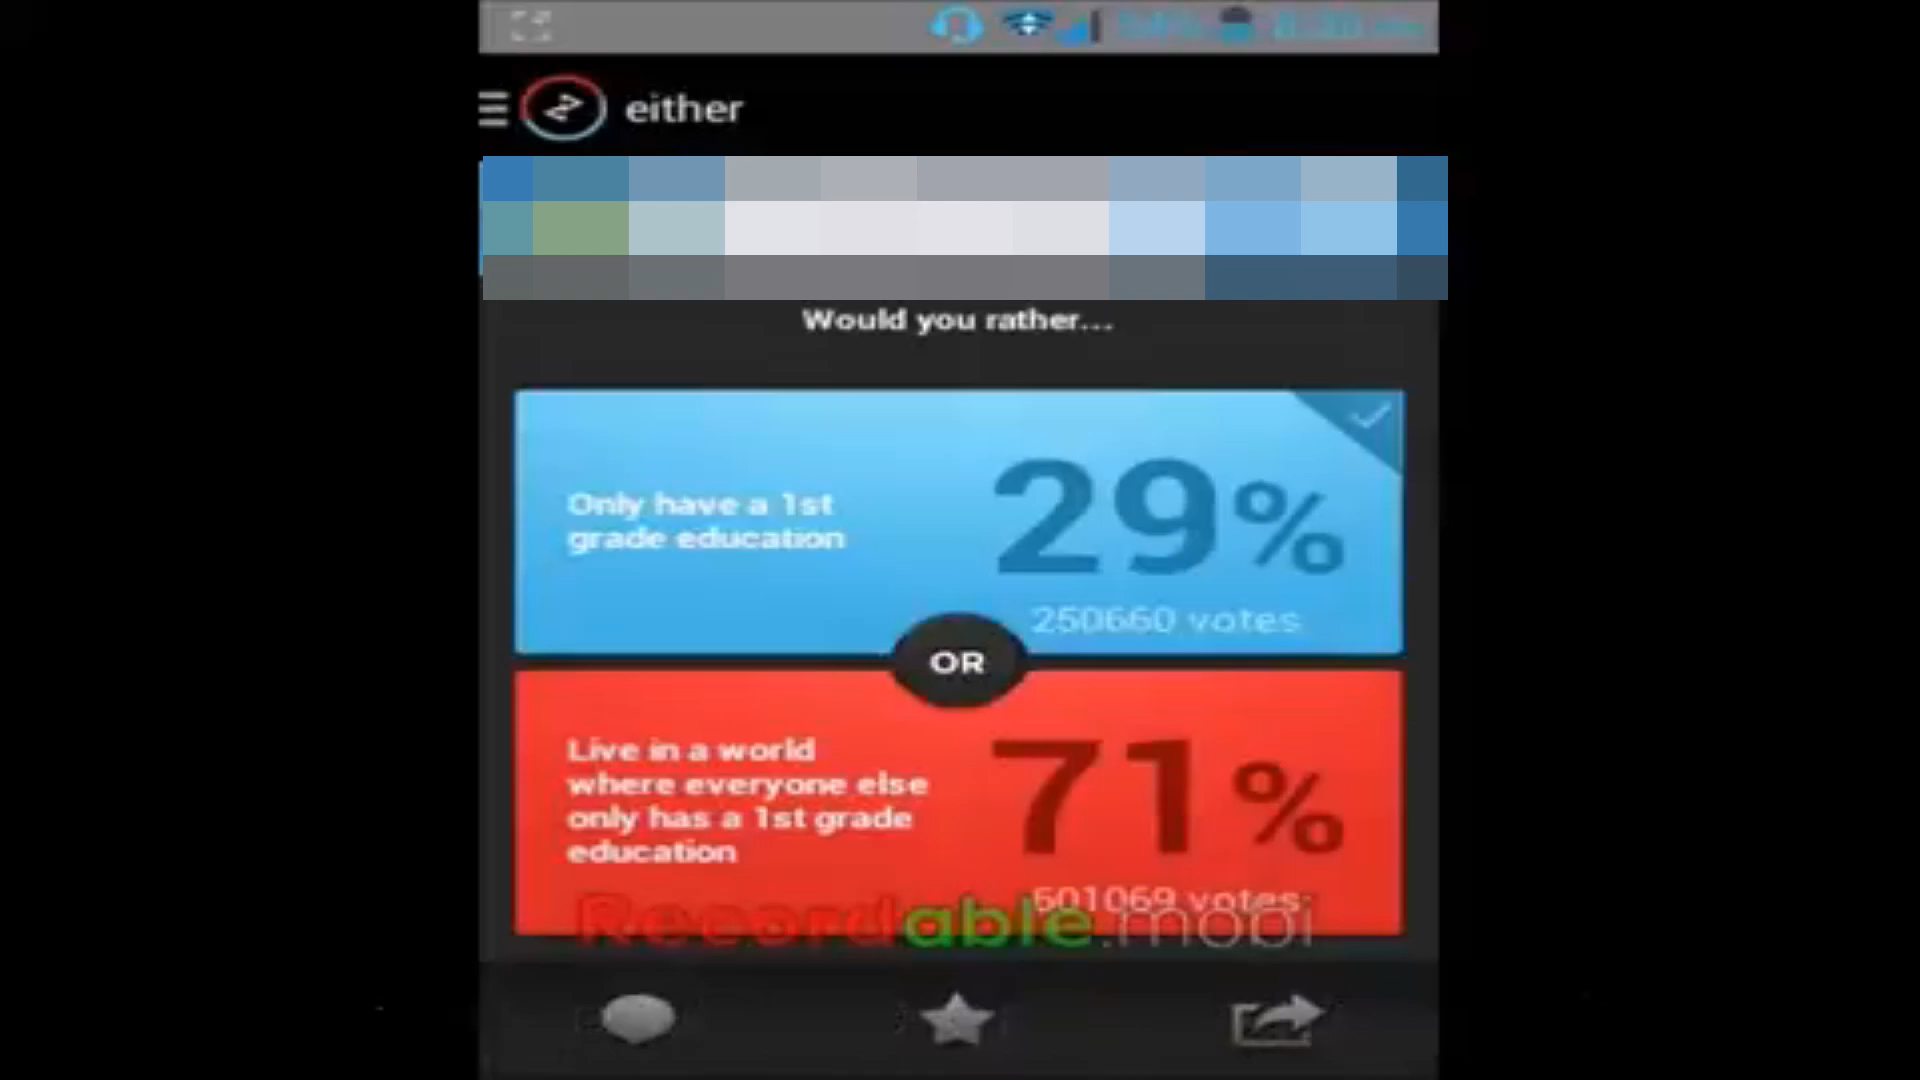 either
Would you rather...
Only have a 1st
grade education
29%
250660 votes
OR
Live in a world
where everyone else
only has a 1st grade
education
71%
601069 votes
Recordable.mobi